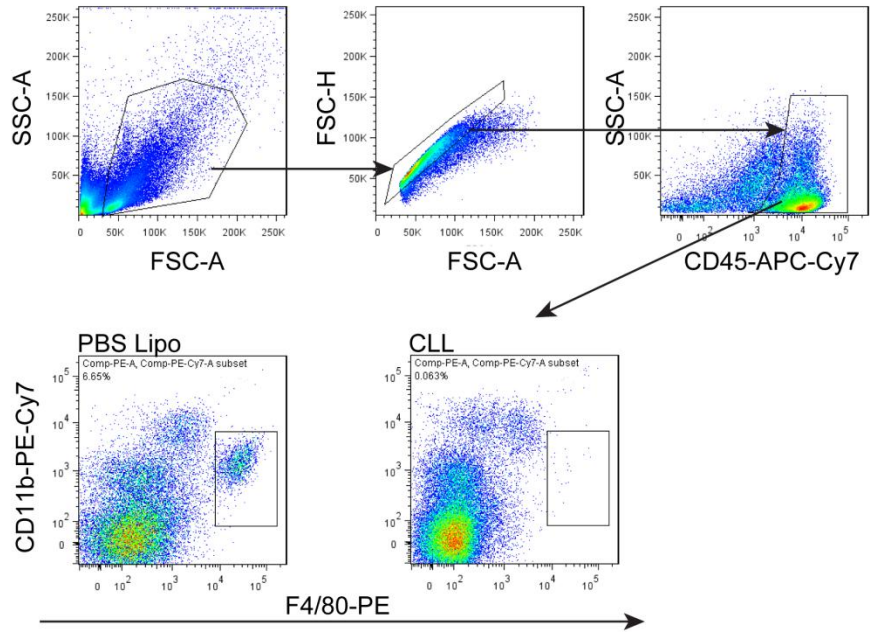 250K
200K
150K
100K
50K
SSC-A
50K 100K 150K 200K 250K
FSC-A
250K
200K
150K
100K
50K
FSC-H
0 50K 100K 150K 200K 250K
FSC-A
250K
200K
150K
100K
50K
SSC-A
0 10^3 10^4 10^5
CD45-APC-Cy7
PBS Lipo
Comp-PE-A, Comp-PE-Cy7-A subset
6.65%
10^5
10^4
10^3
10^2
0
CD11b-PE-Cy7
0 10^2 10^3 10^4 10^5
CLL
Comp-PE-A, Comp-PE-Cy7-A subset
0.063%
10^5
10^4
10^3
10^2
0
0 10^2 10^3 10^4 10^5
F4/80-PE